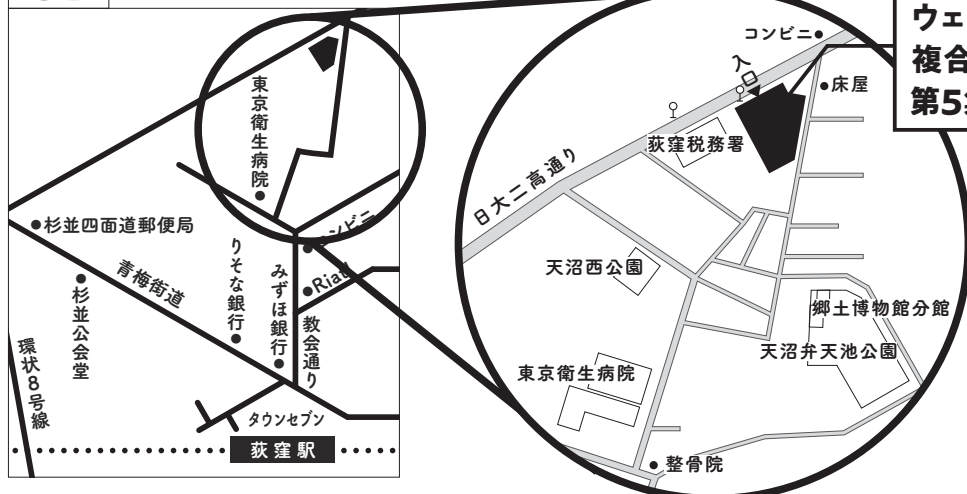 ウェ
複合
第5
コンビニ
入口
床屋
荻窪税務署
日大二高通り
天沼西公園
郷土博物館分館
天沼弁天池公園
東京衛生病院
整骨院
東京衛生病院
杉並四面道郵便局
青梅街道
杉並公会堂
環状8号線
りそな銀行
みずほ銀行
教会通り
タウンセブン
荻窪駅